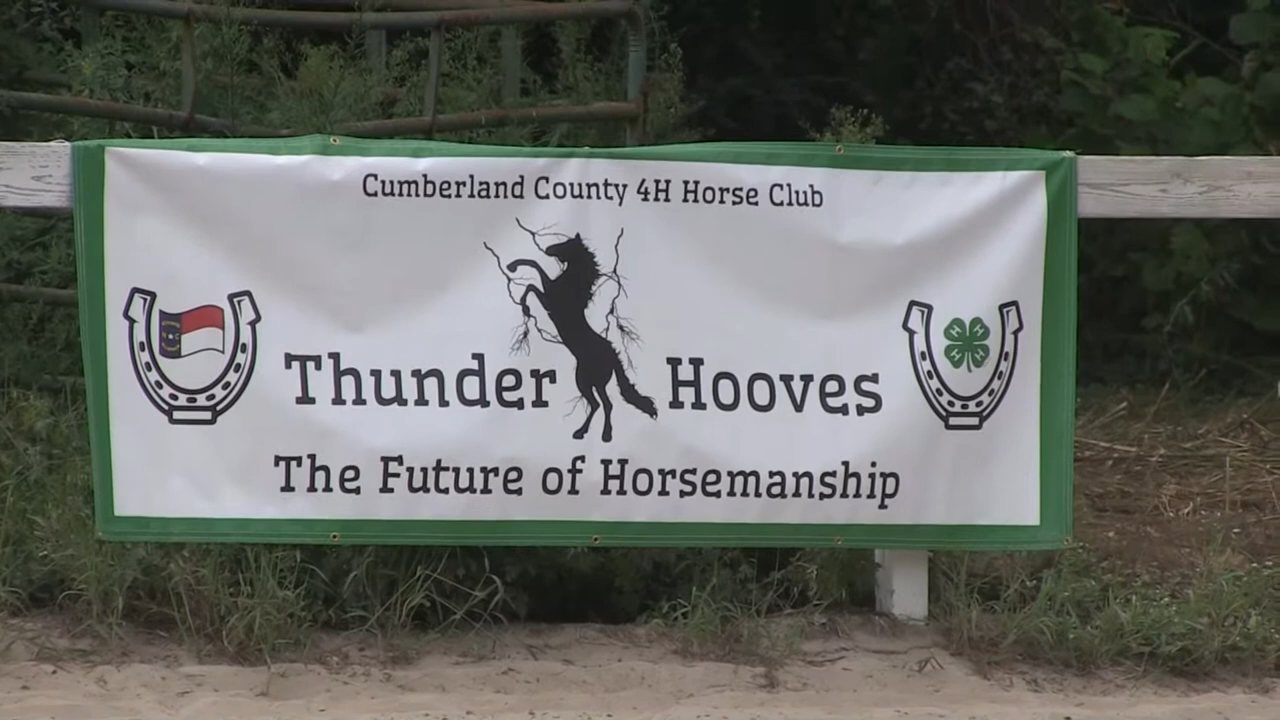 Cumberland County 4H Horse Club
N C
H H
H H
Thunder Hooves
The Future of Horsemanship